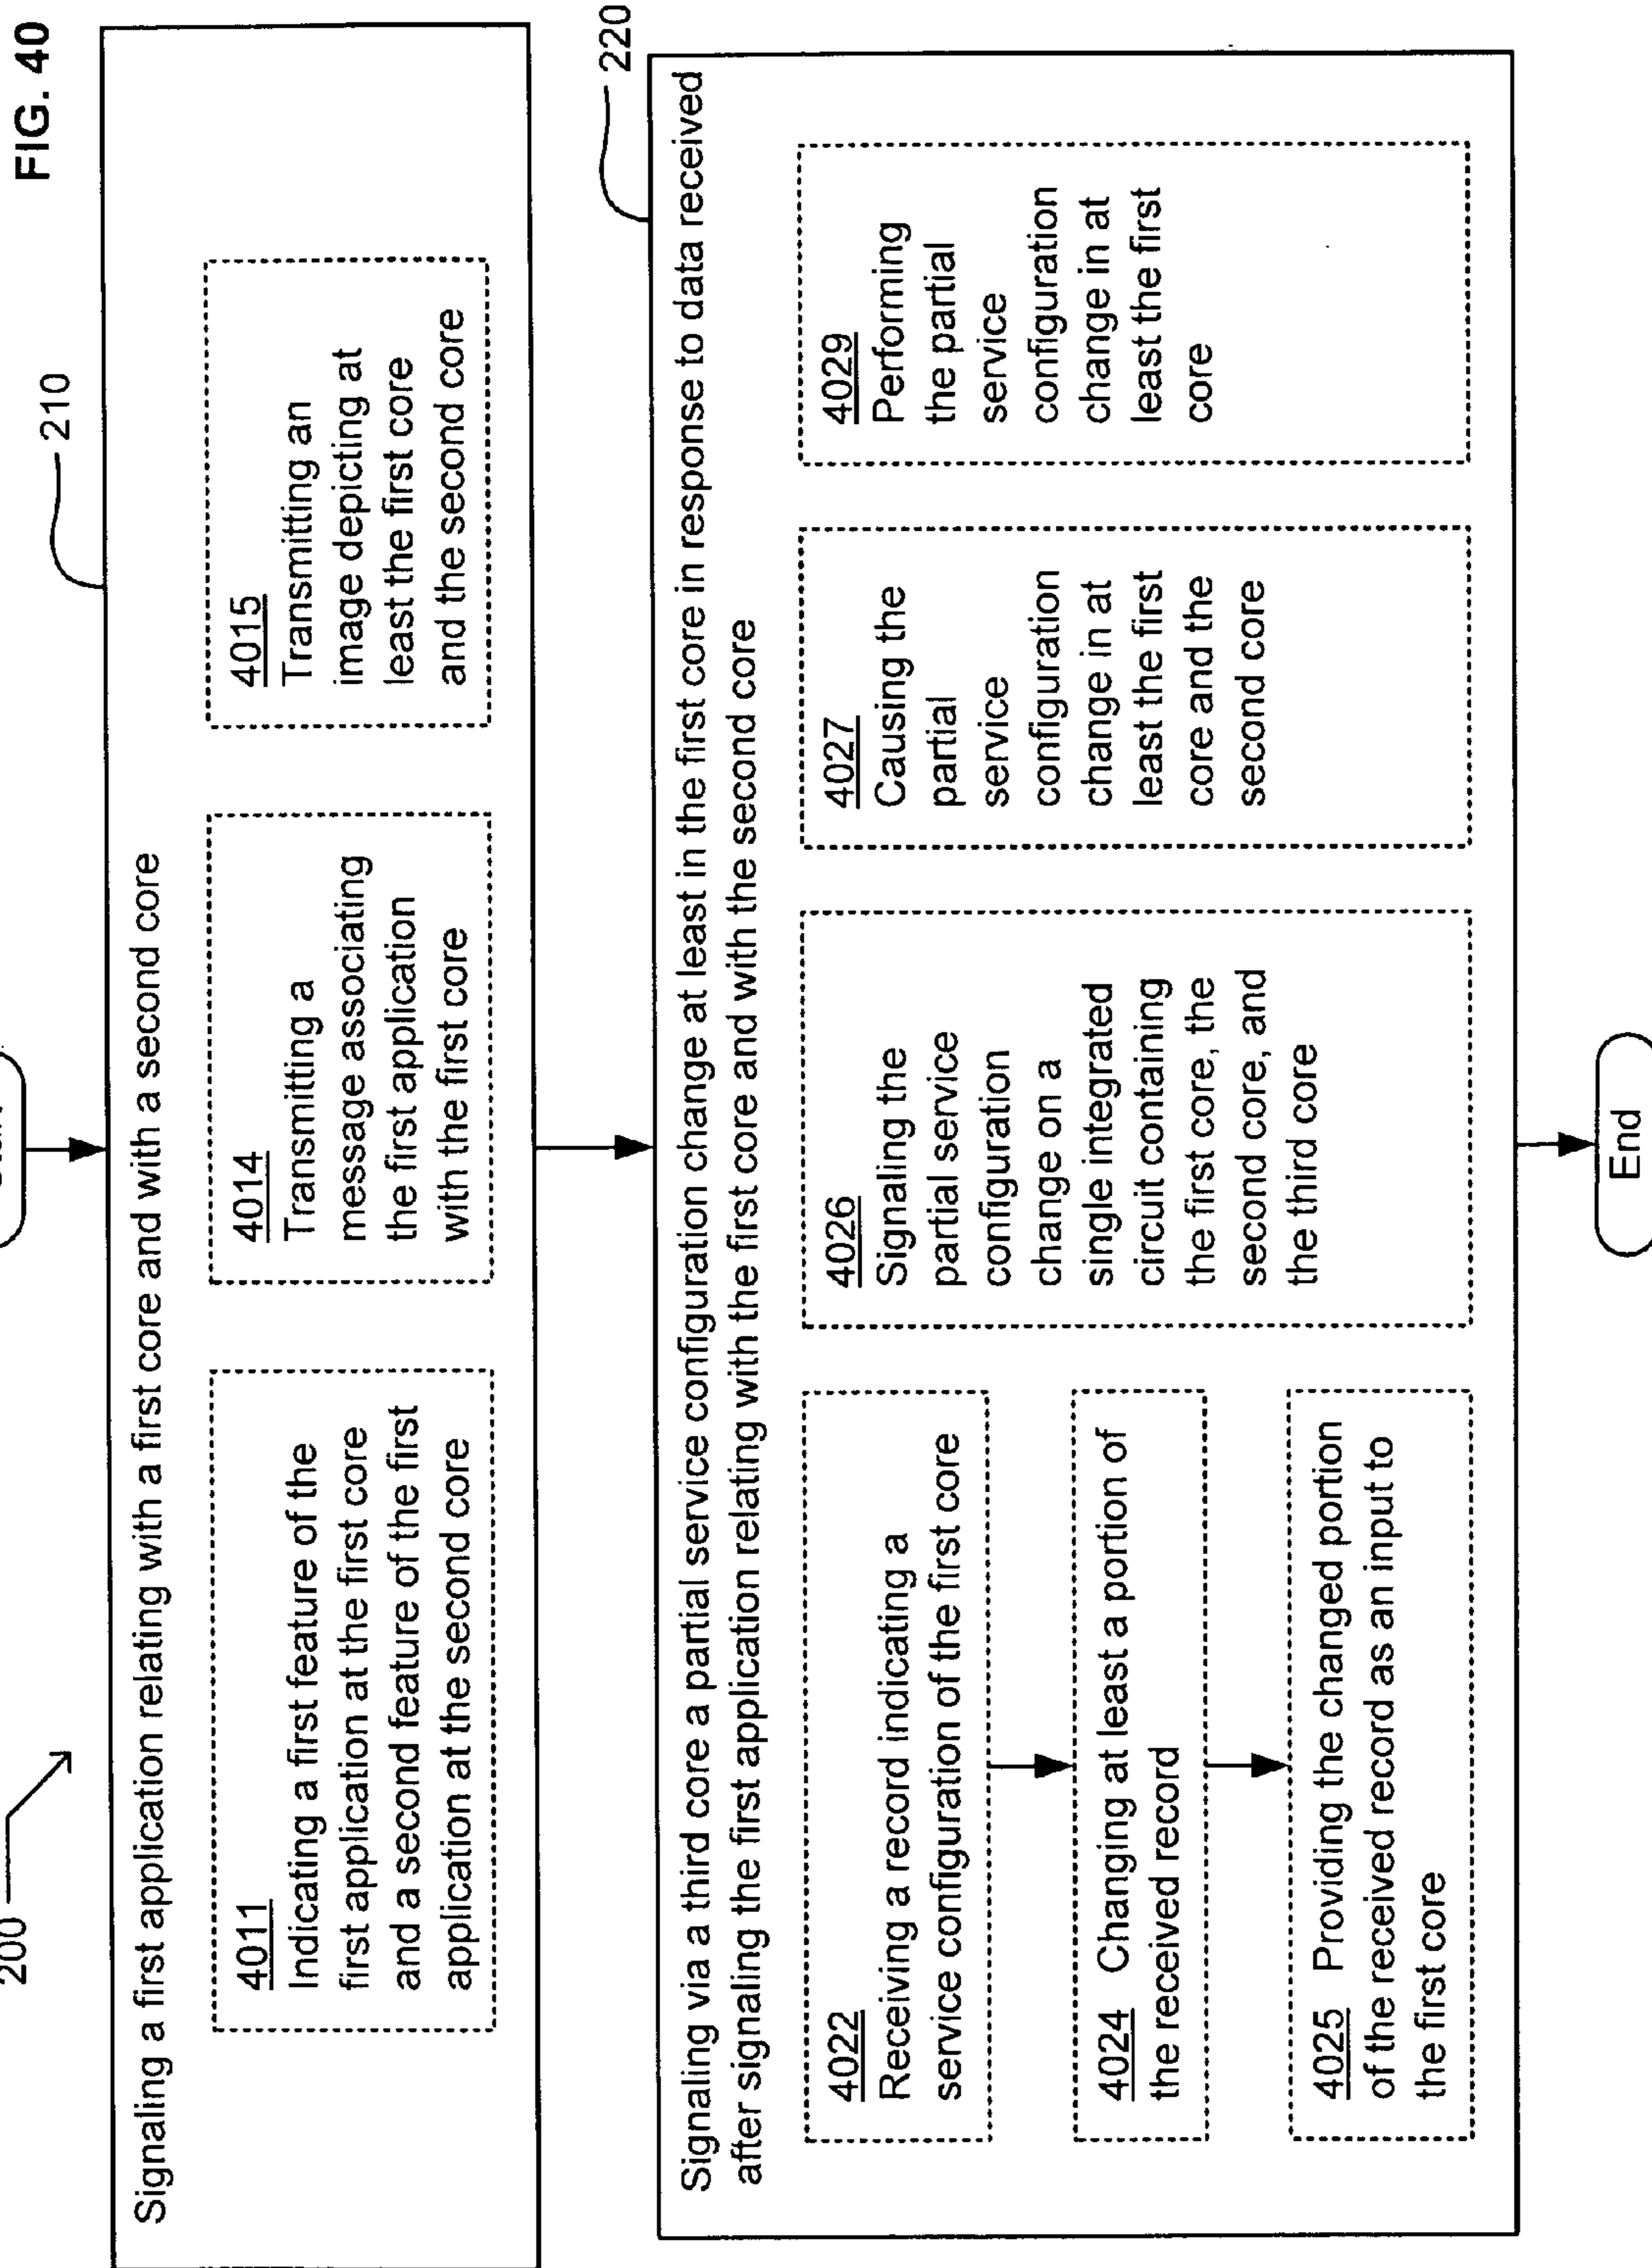 FIG. 40
200
210
Signaling a first application relating with a first core and with a second core
4011
Indicating a first feature of the
first application at the first core
and a second feature of the first
application at the second core
4014
Transmitting a
message associating
the first application
with the first core
4015
Transmitting an
image depicting at
least the first core
and the second core
220
Signaling via a third core a partial service configuration change at least in the first core in response to data received
after signaling the first application relating with the first core and with the second core
4022
Receiving a record indicating a
service configuration of the first core
4024 Changing at least a portion of
the received record
4025 Providing the changed portion
of the received record as an input to
the first core
4026
Signaling the
partial service
configuration
change on a
single integrated
circuit containing
the first core, the
second core, and
the third core
4027
Causing the
partial
service
configuration
change in at
least the first
core and the
second core
4029
Performing
the partial
service
configuration
change in at
least the first
core
End